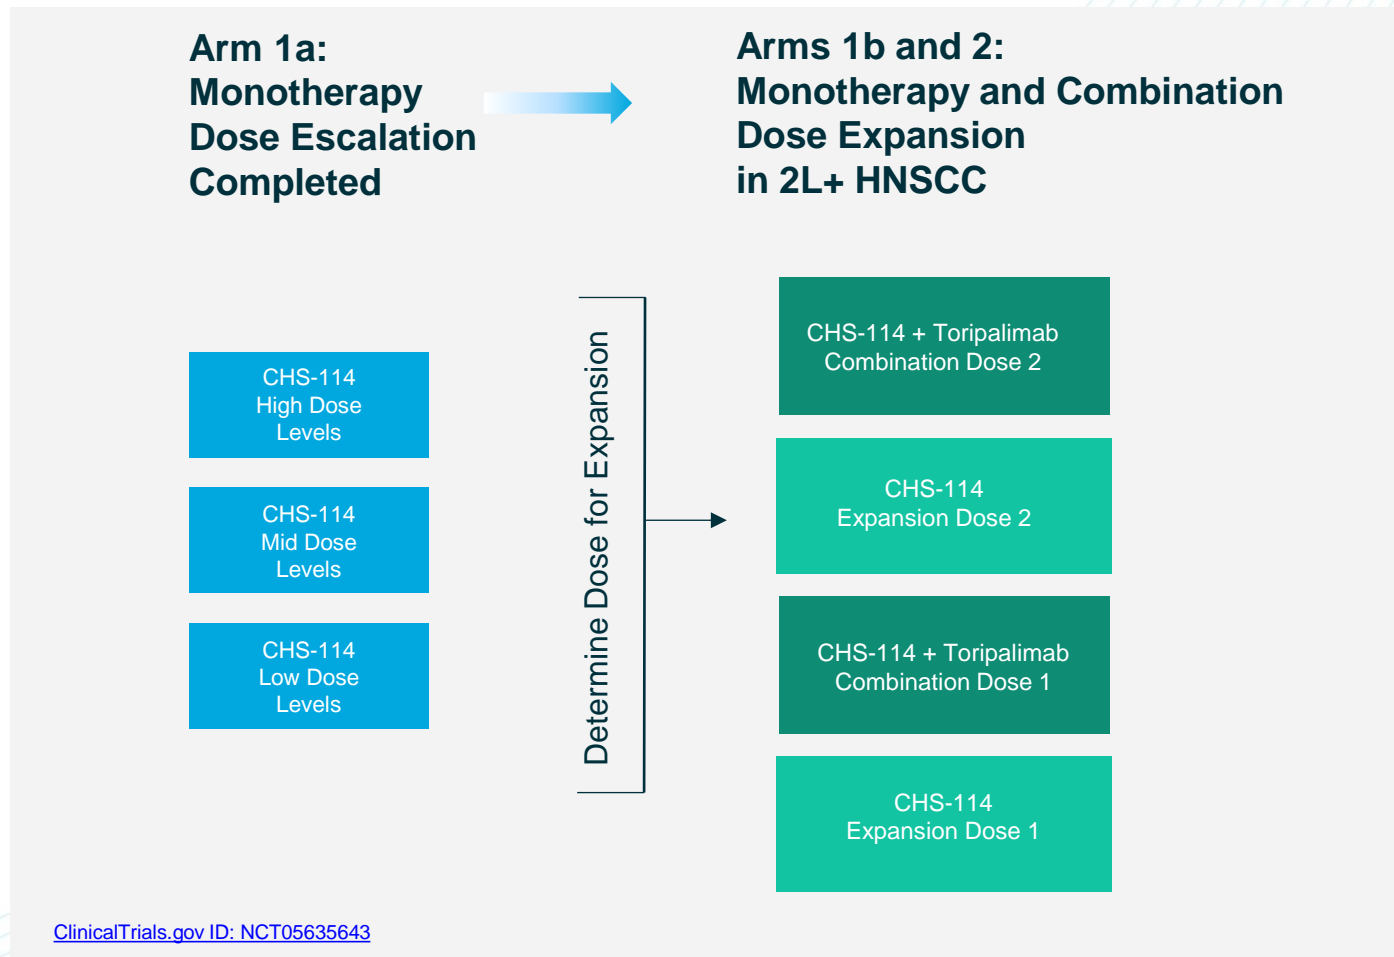 Arm 1a:
Monotherapy
Dose Escalation
Completed
Arms 1b and 2:
Monotherapy and Combination
Dose Expansion
in 2L+ HNSCC
CHS-114
High Dose
Levels
CHS-114
Mid Dose
Levels
CHS-114
Low Dose
Levels
Determine Dose for Expansion
CHS-114 + Toripalimab
Combination Dose 2
CHS-114
Expansion Dose 2
CHS-114 + Toripalimab
Combination Dose 1
CHS-114
Expansion Dose 1
ClinicalTrials.gov ID: NCT05635643